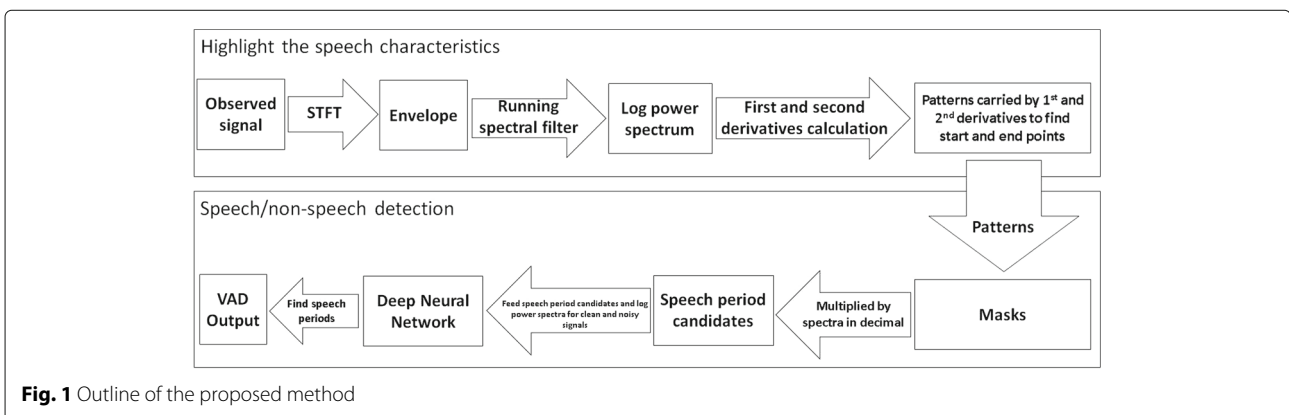 Highlight the speech characteristics
Observed
signal
STFT
Envelope
Running
spectral filter
Log power
spectrum
First and second
derivatives calculation
Patterns carried by 1st and
2nd derivatives to find
start and end points
Patterns
Speech/non-speech detection
Masks
Multiplied by
spectra in decimal
Speech period
candidates
Feed speech period candidates and log
power spectra for clean and noisy
signals
Deep Neural
Network
Find speech
periods
VAD
Output
Fig. 1 Outline of the proposed method